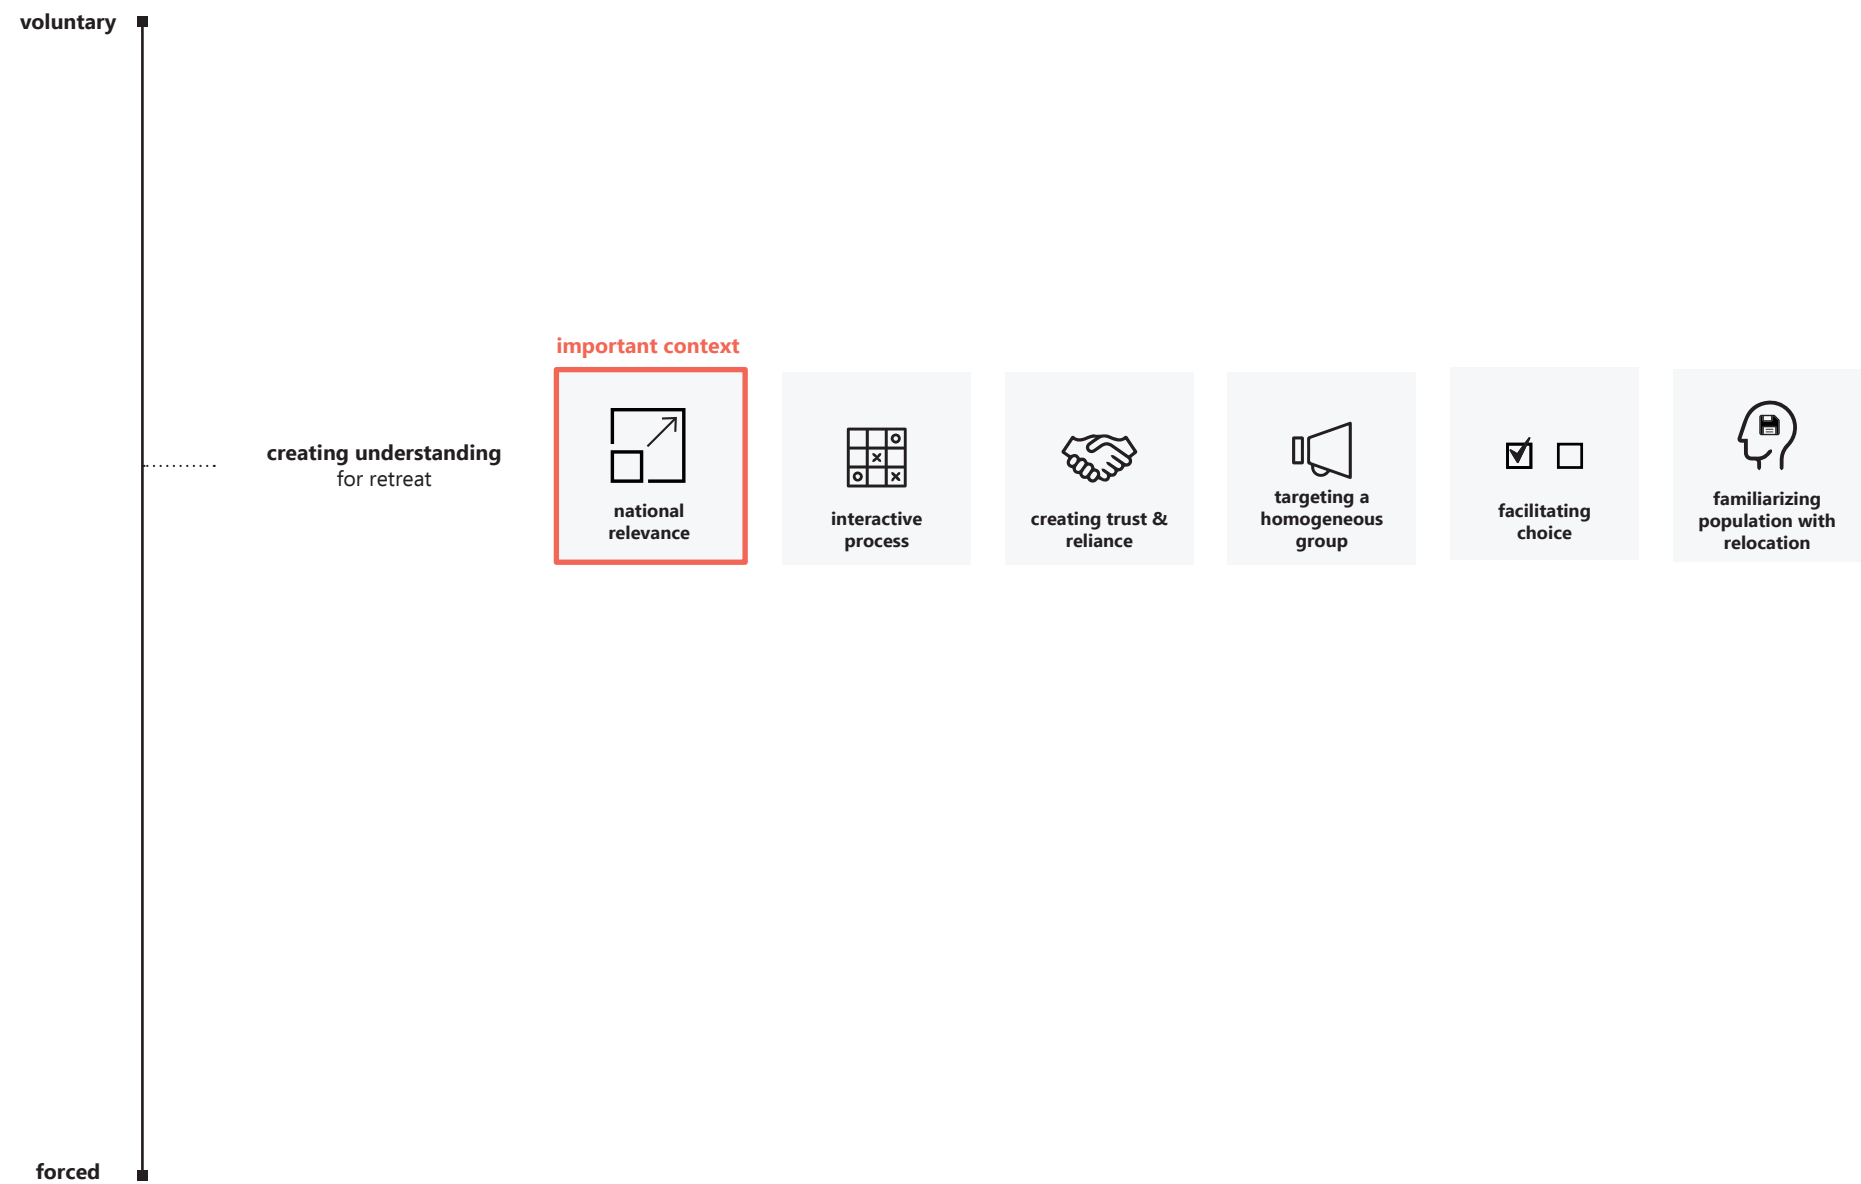 voluntary
important context
creating understanding
for retreat
national
relevance
interactive
process
creating trust &
reliance
targeting a
homogeneous
group
facilitating
choice
familiarizing
population with
relocation
forced